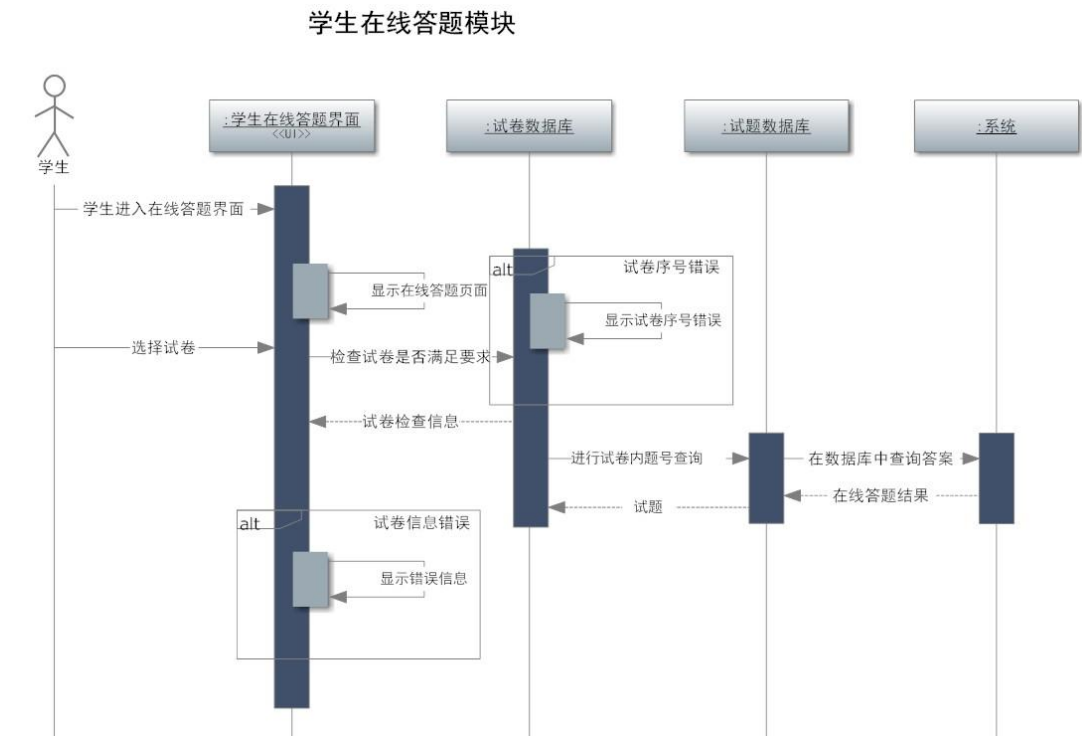 学生在线答题模块
:学生在线答题界面
<<UI>>
:试卷数据库
:试题数据库
:系统
学生
学生进入在线答题界面
alt
试卷序号错误
显示在线答题页面
显示试卷序号错误
选择试卷
检查试卷是否满足要求
试卷检查信息
进行试卷内题号查询
在数据库中查询答案
在线答题结果
试题
alt
试卷信息错误
显示错误信息